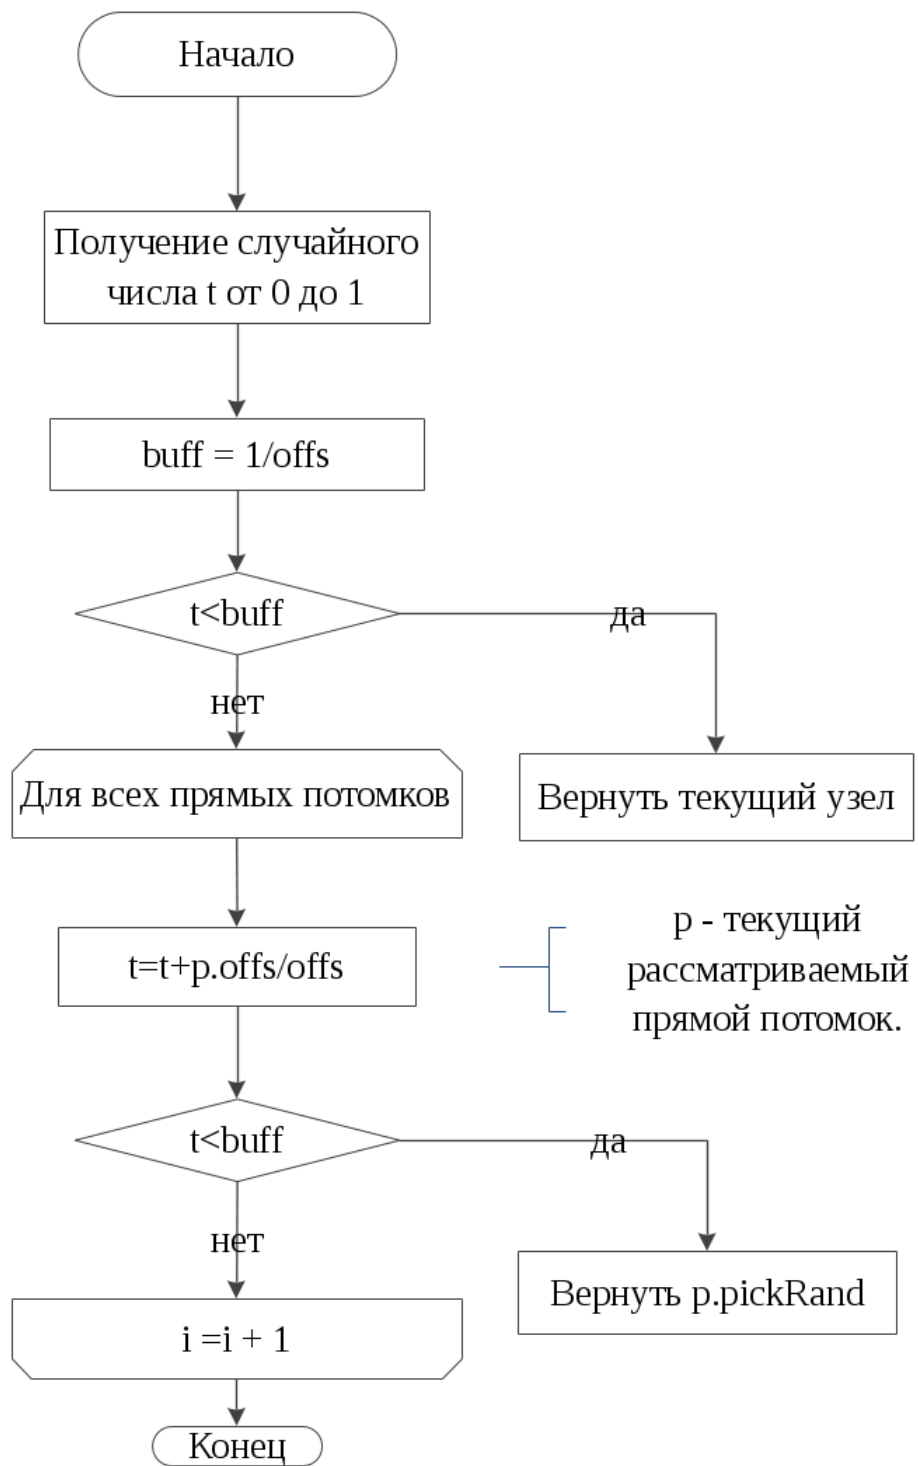 Начало
Получение случайного
числа t от 0 до 1
buff = 1/offs
t<buff
да
нет
Для всех прямых потомков
Вернуть текущий узел
t=t+p.offs/offs
p - текущий
рассматриваемый
прямой потомок.
t<buff
да
нет
Вернуть p.pickRand
i =i + 1
Конец